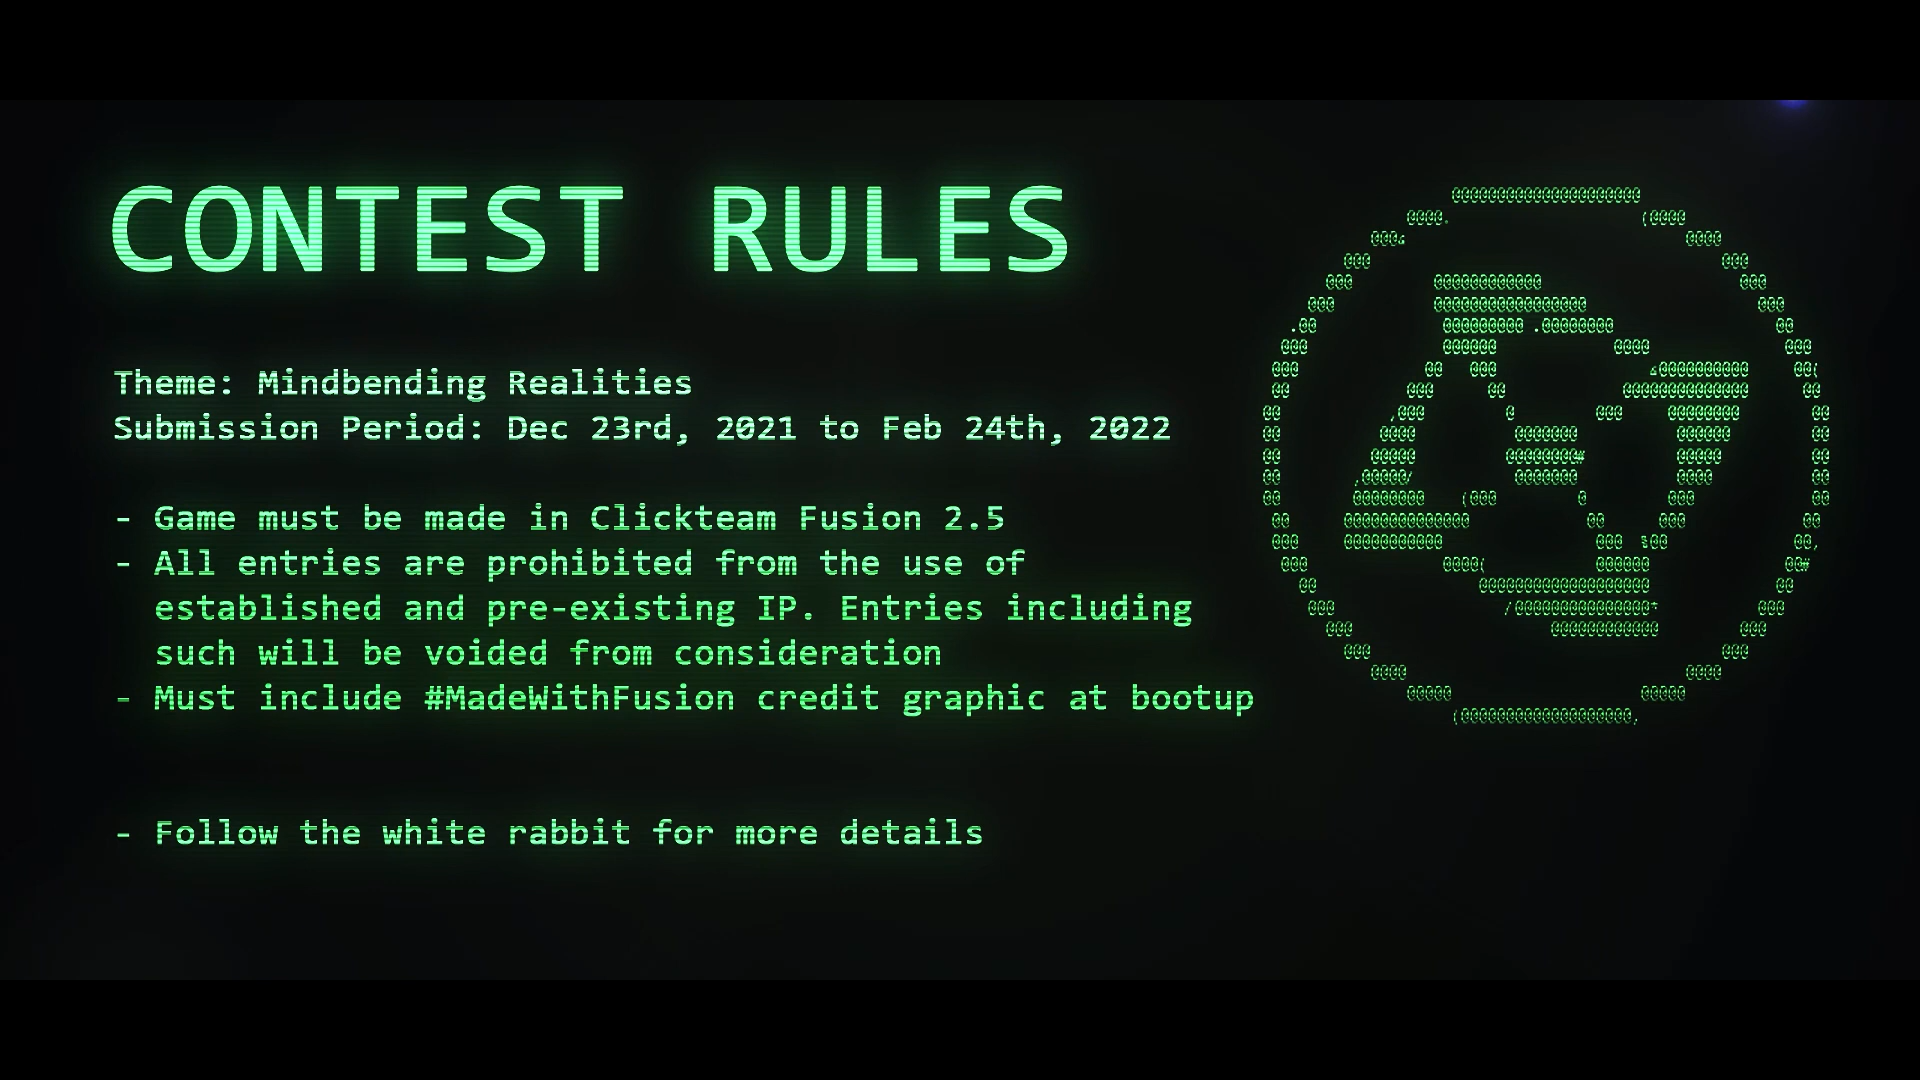 CONTEST RULES
Theme: Mindbending Realities
Submission Period: Dec 23rd, 2021 to Feb 24th, 2022
- Game must be made in Clickteam Fusion 2.5
- All entries are prohibited from the use of
established and pre-existing IP. Entries including
such will be voided from consideration
- Must include #MadeWithFusion credit graphic at bootup
- Follow the white rabbit for more details